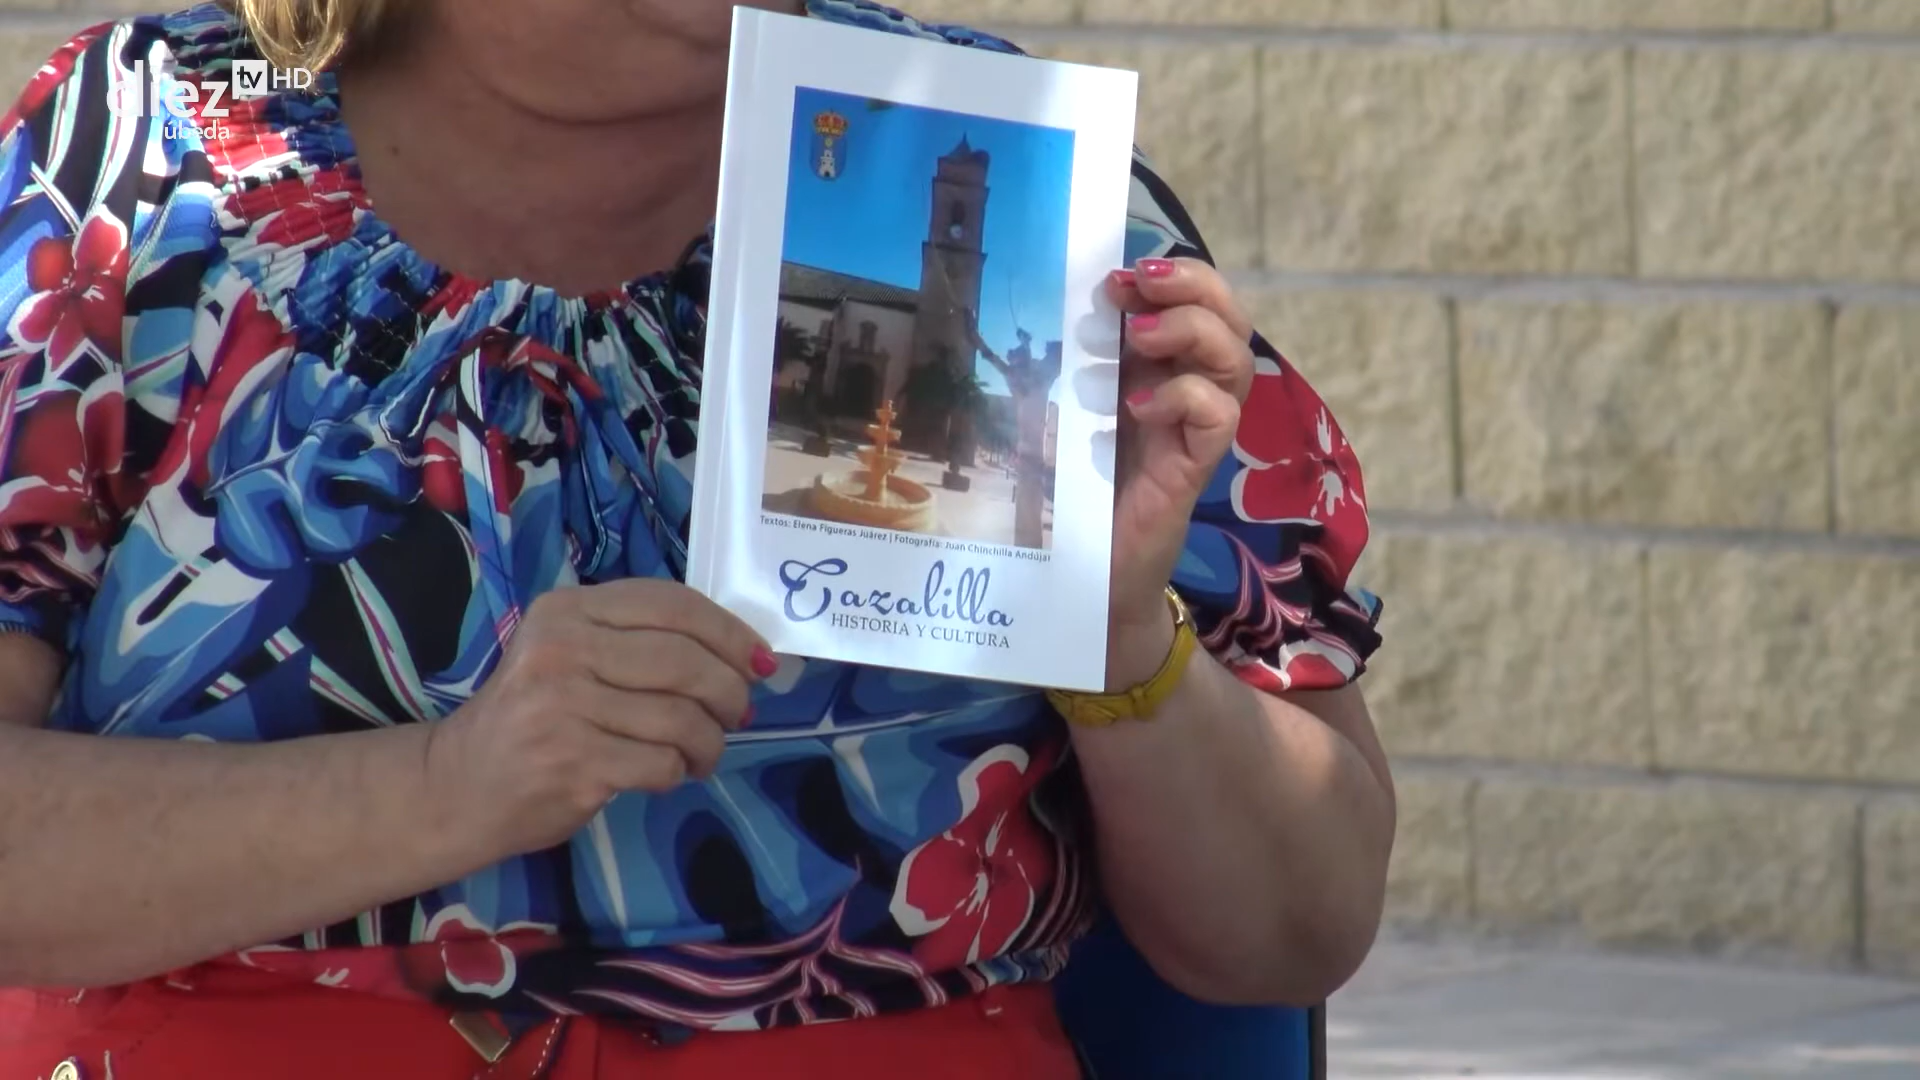 diez tv HD
úbeda
Textos: Elena Figueras Juárez | Fotografía: Juan Chinchilla Andújar
Cazalilla
HISTORIA Y CULTURA